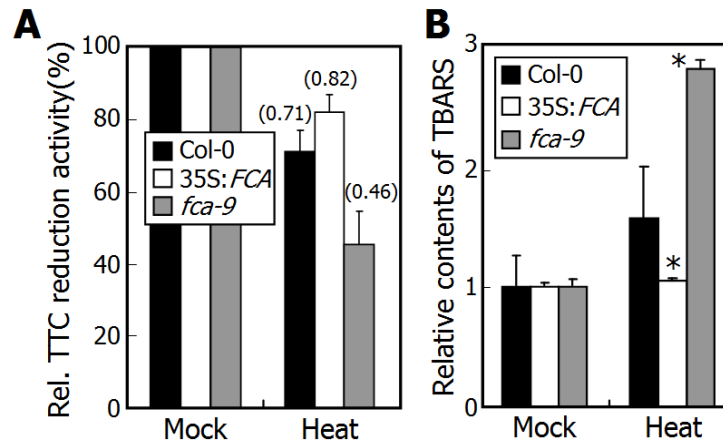 A
Rel. TTC reduction activity(%)
100
80
60
40
20
0
(0.71)
(0.82)
(0.46)
Col-0
35S:FCA
fca-9
Mock
Heat
B
Relative contents of TBARS
3
2
1
0
Col-0
35S:FCA
fca-9
*
*
Mock
Heat